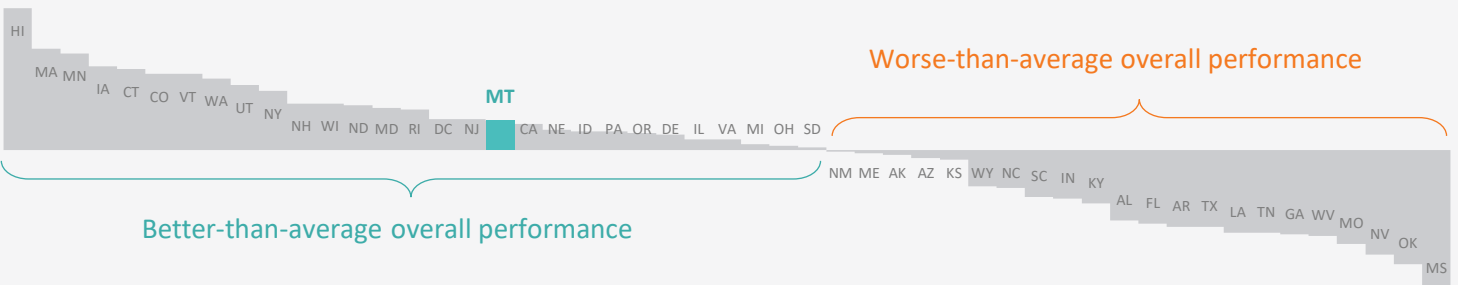 HI
MA MN IA CT CO VT WA UT NY NH WI ND MD RI DC NJ MT CA NE ID PA OR DE IL VA MI OH SD
Worse-than-average overall performance
NM ME AK AZ KS WY NC SC IN KY AL FL AR TX LA TN GA WV MO NV OK MS
Better-than-average overall performance